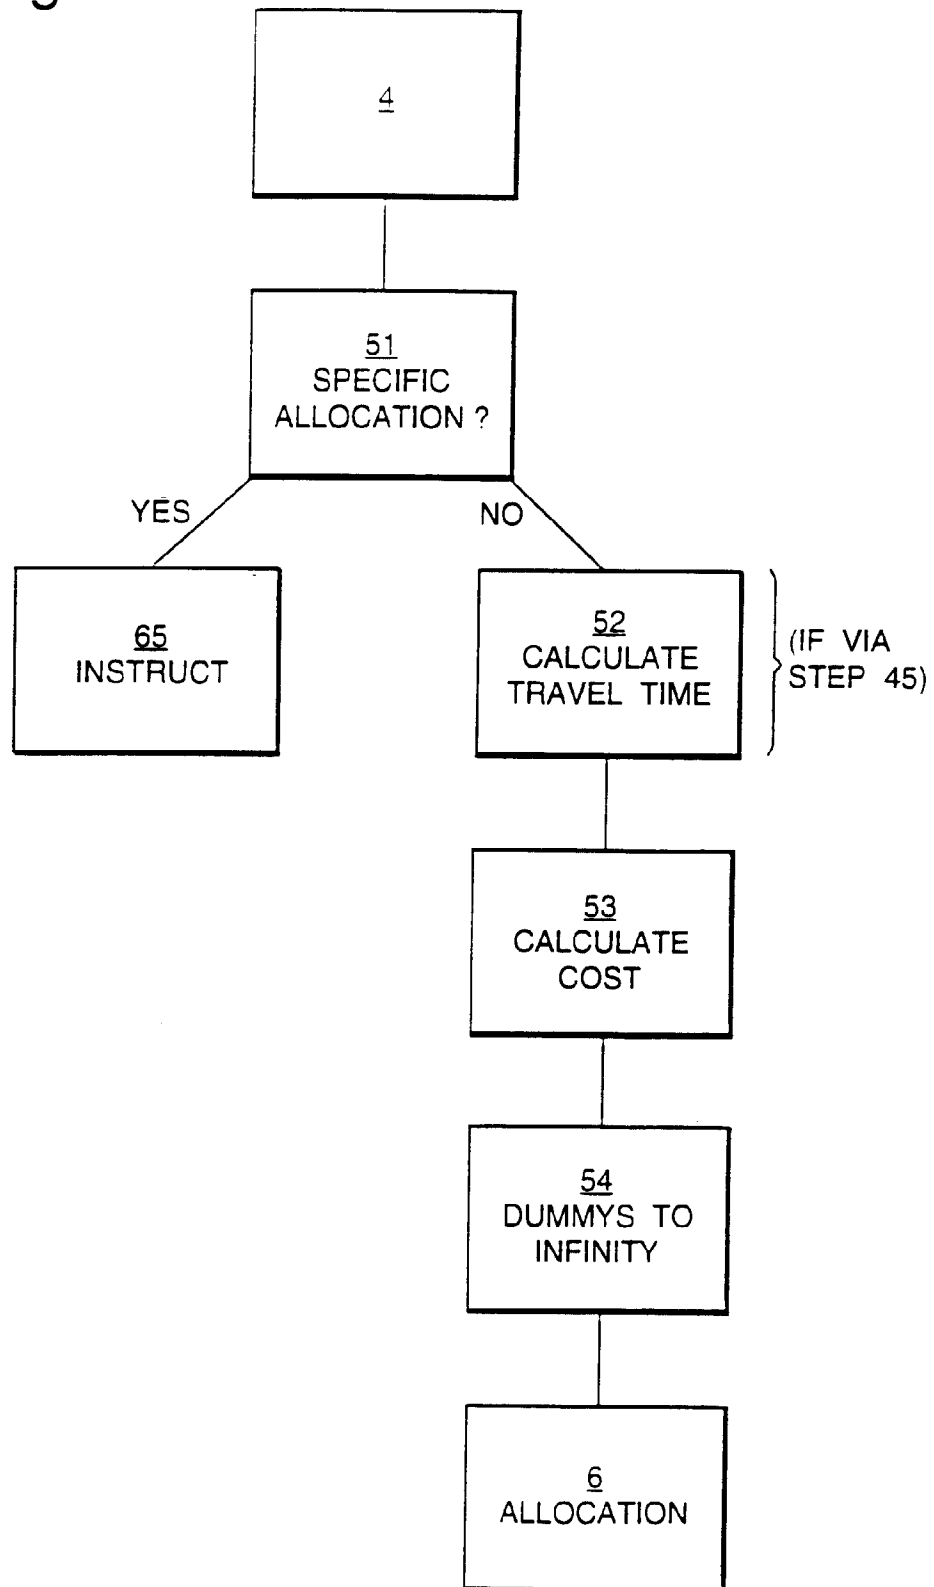 4
51
SPECIFIC
ALLOCATION ?
YES
NO
65
INSTRUCT
52
CALCULATE
TRAVEL TIME
(IF VIA
STEP 45)
53
CALCULATE
COST
54
DUMMYS TO
INFINITY
6
ALLOCATION